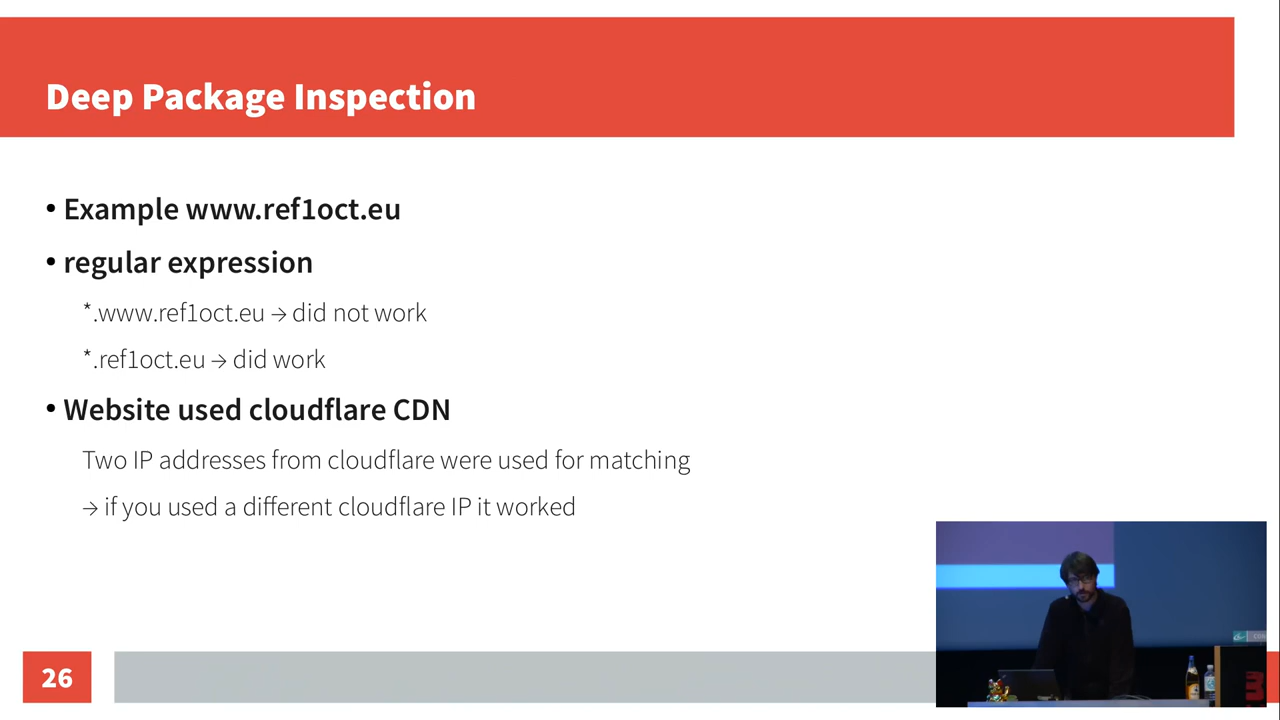 Deep Package Inspection
• Example www.ref1oct.eu
• regular expression
*.www.ref1oct.eu → did not work
*.ref1oct.eu → did work
• Website used cloudflare CDN
Two IP addresses from cloudflare were used for matching
→ if you used a different cloudflare IP it worked
26